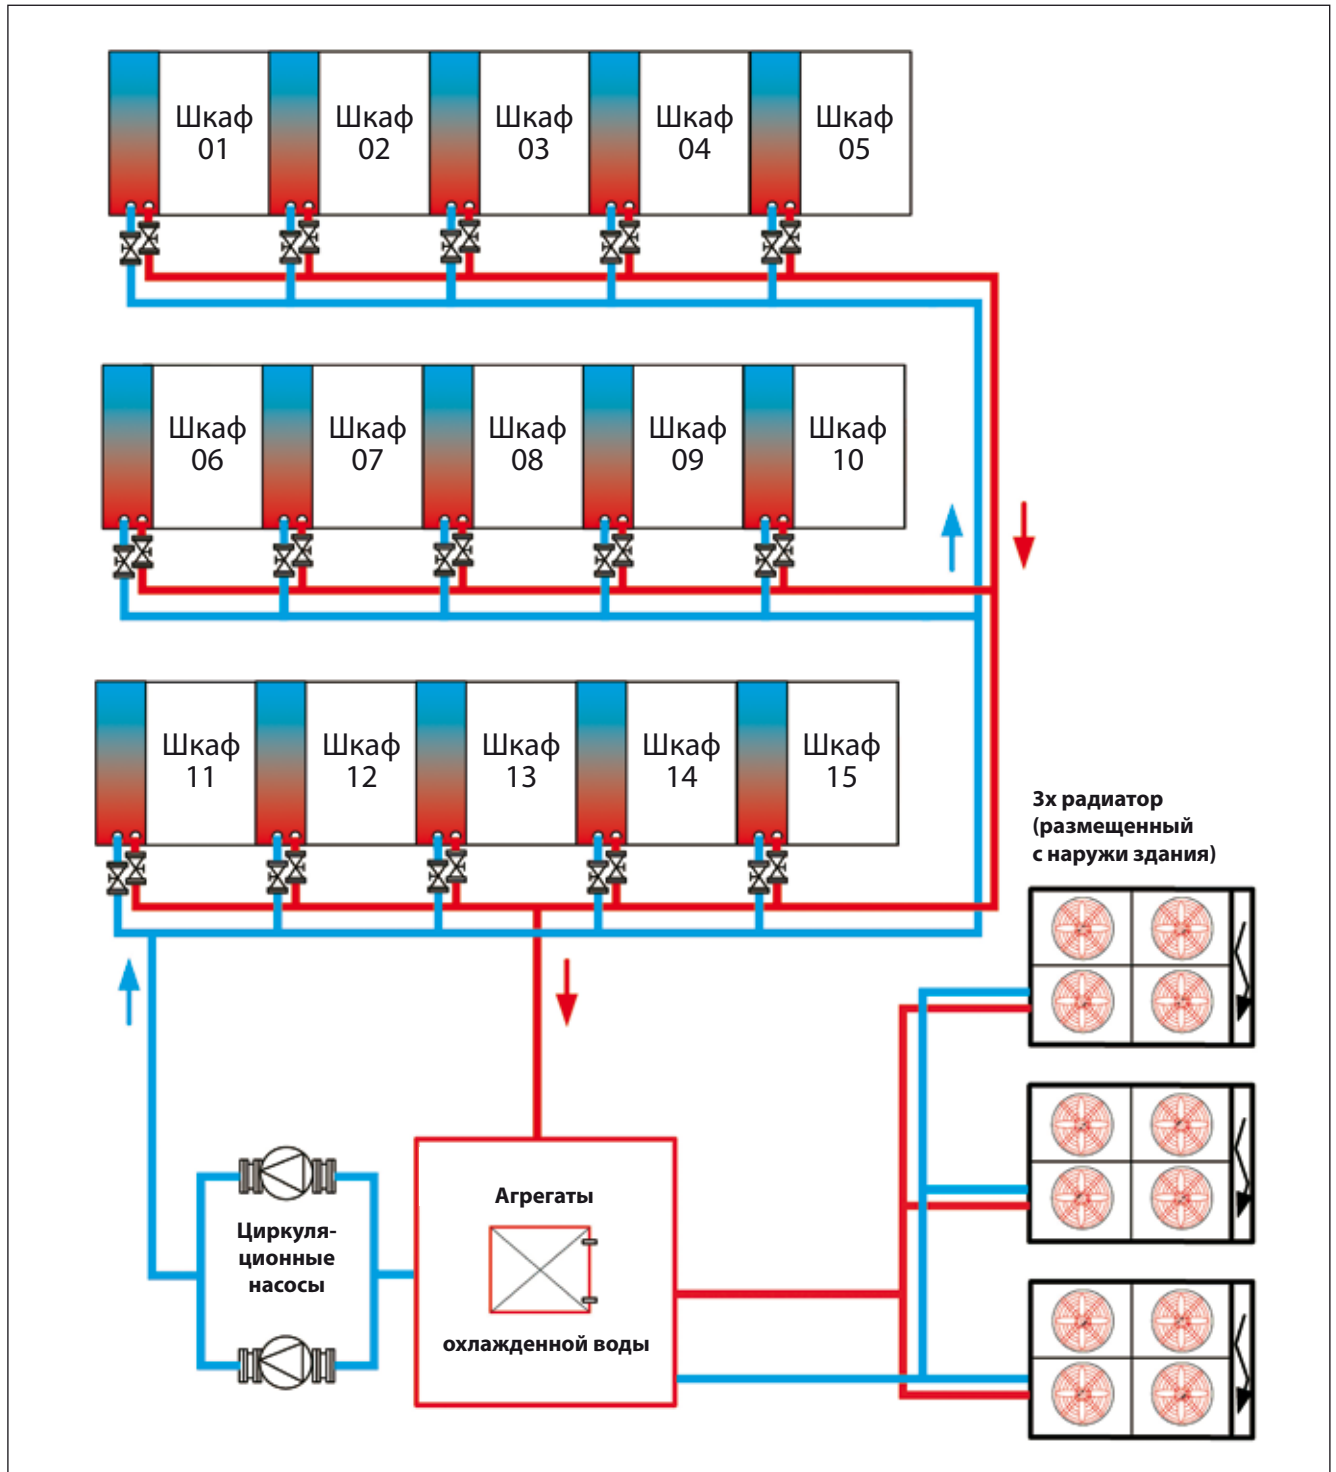 Шкаф
01
Шкаф
02
Шкаф
03
Шкаф
04
Шкаф
05
Шкаф
06
Шкаф
07
Шкаф
08
Шкаф
09
Шкаф
10
Шкаф
11
Шкаф
12
Шкаф
13
Шкаф
14
Шкаф
15
3x радиатор
(размещенный
с наружи здания)
Циркуля-
ционные
насосы
Агрегаты
охлажденной воды